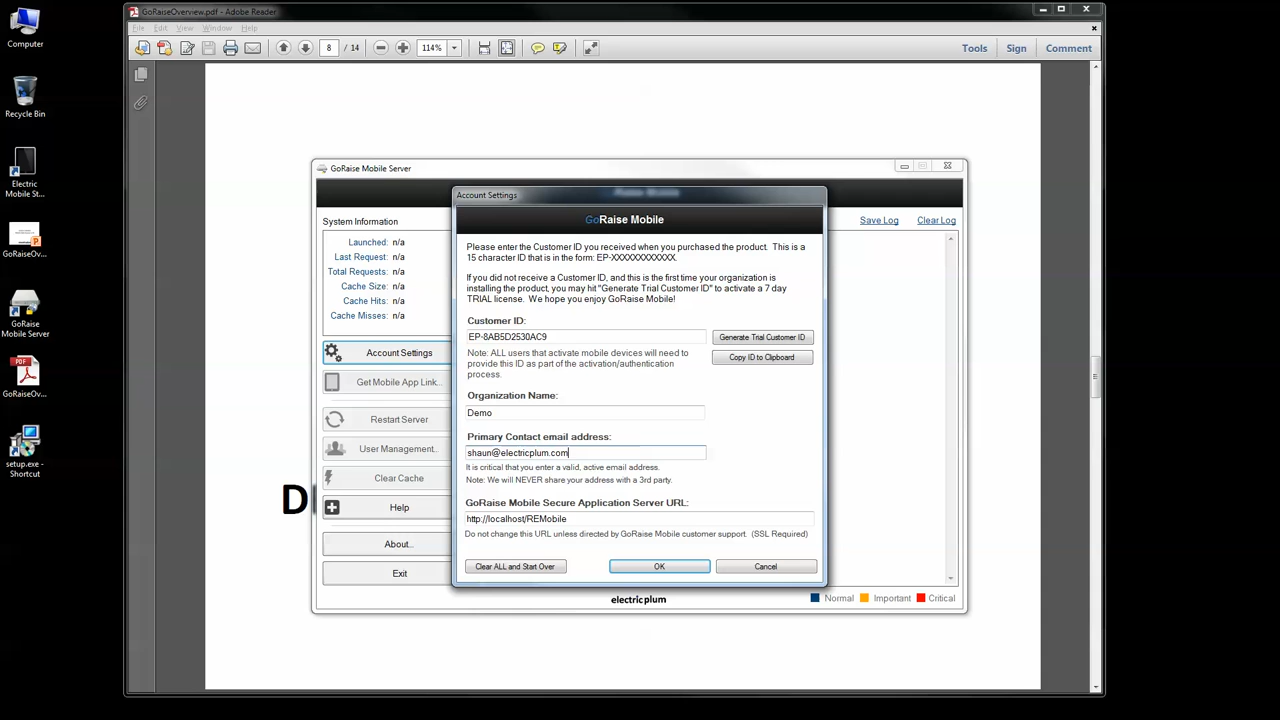 GoRaiseOverview.pdf - Adobe Reader
File Edit View Window Help
8 / 14
114%
Tools Sign Comment
Computer
Recycle Bin
Electric
Mobile St...
GoRaiseOv...
GoRaise
Mobile Server
GoRaiseOv...
setup.exe -
Shortcut
D
GoRaise Mobile Server
System Information
Launched: n/a
Last Request: n/a
Total Requests: n/a
Cache Size: n/a
Cache Hits: n/a
Cache Misses: n/a
Save Log Clear Log
Account Settings
Get Mobile App Link...
Restart Server
User Management..
Clear Cache
Help
About..
Exit
Account Settings
GoRaise Mobile
Please enter the Customer ID you received when you purchased the product. This is a
15 character ID that is in the form: EP-XXXXXXXXXXXX.
If you did not receive a Customer ID, and this is the first time your organization is
installing the product, you may hit "Generate Trial Customer ID" to activate a 7 day
TRIAL license. We hope you enjoy GoRaise Mobile!
Customer ID:
EP-8AB5D2530AC9
Generate Trial Customer ID
Copy ID to Clipboard
Note: ALL users that activate mobile devices will need to
provide this ID as part of the activation/authentication
process.
Organization Name:
Demo
Primary Contact email address:
shaun@electricplum.com
It is critical that you enter a valid, active email address.
Note: We will NEVER share your address with a 3rd party.
GoRaise Mobile Secure Application Server URL:
http://localhost/REMobile
Do not change this URL unless directed by GoRaise Mobile customer support. (SSL Required)
Clear ALL and Start Over OK Cancel
electricplum
Normal Important Critical